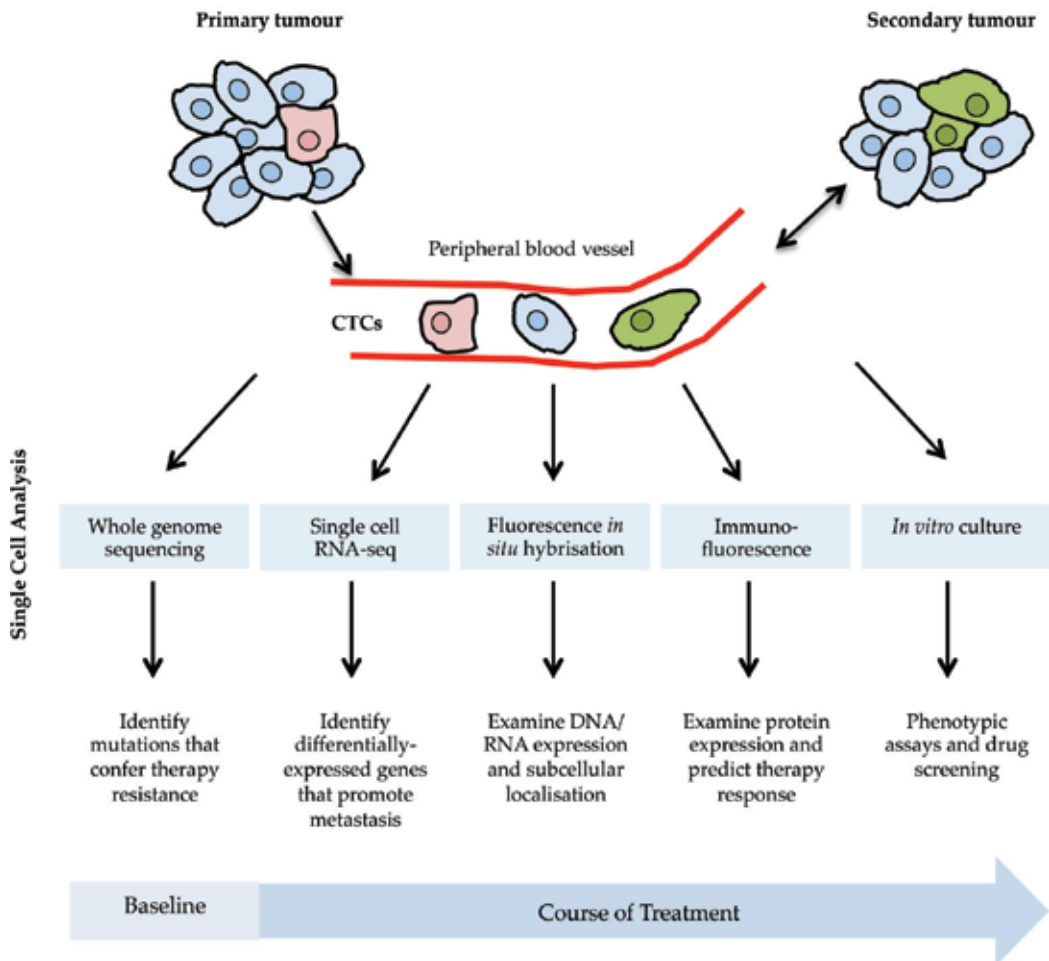 Primary tumour
Secondary tumour
Peripheral blood vessel
CTCs
Single Cell Analysis
Whole genome
sequencing
Single cell
RNA-seq
Fluorescence in
situ hybrisation
Immuno-
fluorescence
In vitro culture
Identify
mutations that
confer therapy
resistance
Identify
differentially-
expressed genes
that promote
metastasis
Examine DNA/
RNA expression
and subcellular
localisation
Examine protein
expression and
predict therapy
response
Phenotypic
assays and drug
screening
Baseline
Course of Treatment